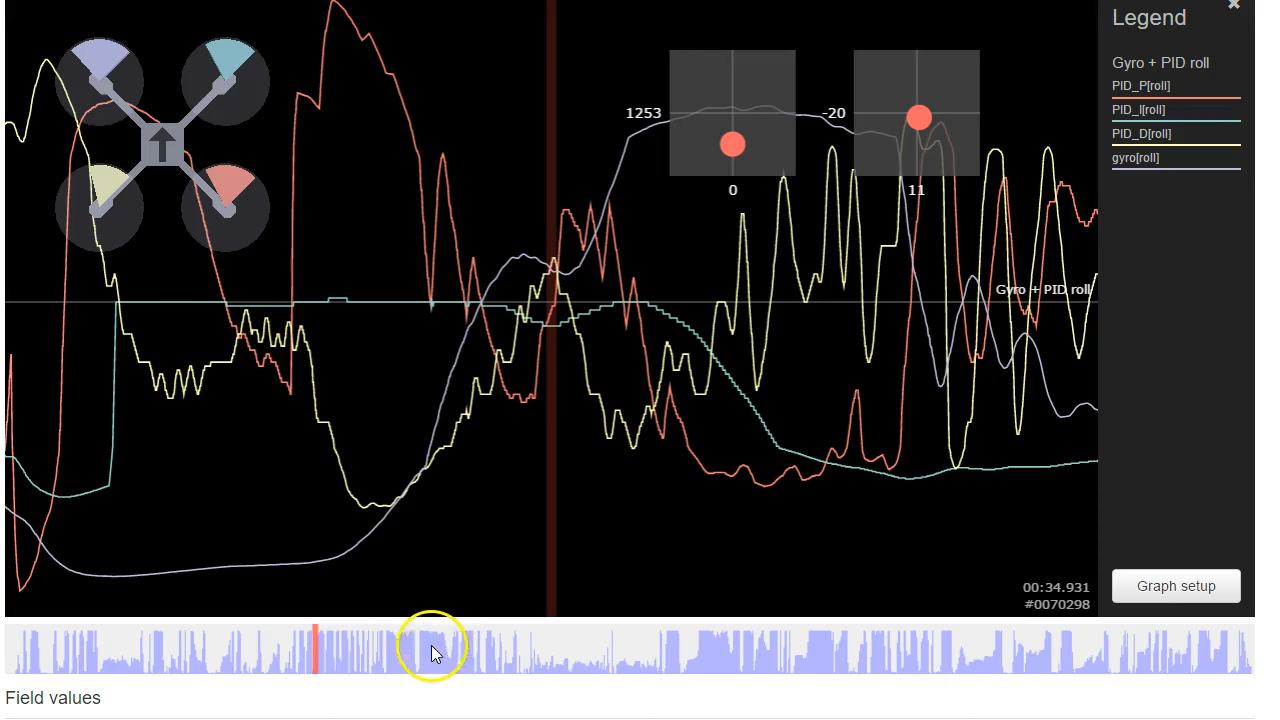 Legend
Gyro + PID roll
PID_P[roll]
PID_I[roll]
PID_D[roll]
gyro[roll]
1253
-20
0
11
Gyro + PID roll
00:34.931
#0070298
Graph setup
Field values